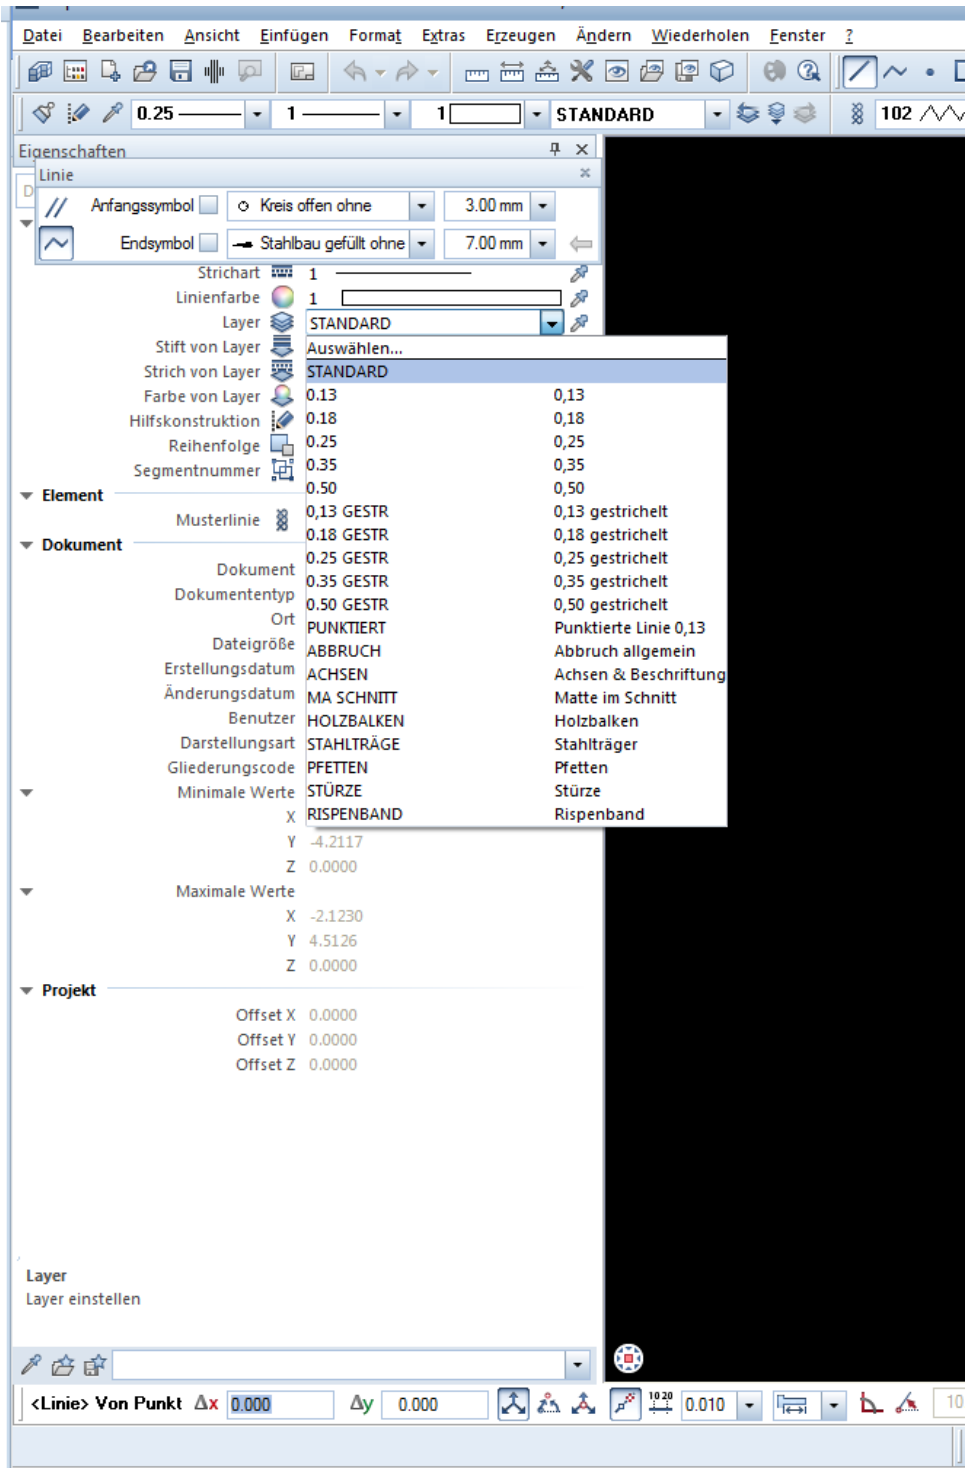 Datei Bearbeiten Ansicht Einfügen Format Extras Erzeugen Ändern Wiederholen Fenster ?
0.25 1 1 STANDARD 102
Eigenschaften
Linie
Anfangssymbol Kreis offen ohne 3.00 mm
Endsymbol Stahlbau gefüllt ohne 7.00 mm
Strichart 1
Linienfarbe 1
Layer STANDARD
Stift von Layer Auswählen...
Strich von Layer STANDARD
Farbe von Layer 0.13 0,13
Hilfskonstruktion 0.18 0,18
Reihenfolge 0.25 0,25
Segmentnummer 0.35 0,35
Element 0.50 0,50
Musterlinie 0,13 GESTR 0,13 gestrichelt
Dokument 0.18 GESTR 0,18 gestrichelt
Dokument 0.25 GESTR 0,25 gestrichelt
0.35 GESTR 0,35 gestrichelt
Dokumententyp 0.50 GESTR 0,50 gestrichelt
Ort PUNKTIERT Punktierte Linie 0,13
Dateigröße ABBRUCH Abbruch allgemein
Erstellungsdatum ACHSEN Achsen & Beschriftung
Änderungsdatum MA SCHNITT Matte im Schnitt
Benutzer HOLZBALKEN Holzbalken
Darstellungsart STAHLTRÄGE Stahlträger
Gliederungscode PFETTEN Pfetten
Minimale Werte STÜRZE Stürze
X RISPENBAND Rispenband
Y -4.2117
Z 0.0000
Maximale Werte
X -2.1230
Y 4.5126
Z 0.0000
Projekt
Offset X 0.0000
Offset Y 0.0000
Offset Z 0.0000
Layer
Layer einstellen
<Linie> Von Punkt Δx 0.000 Δy 0.000 10 20 0.010 10